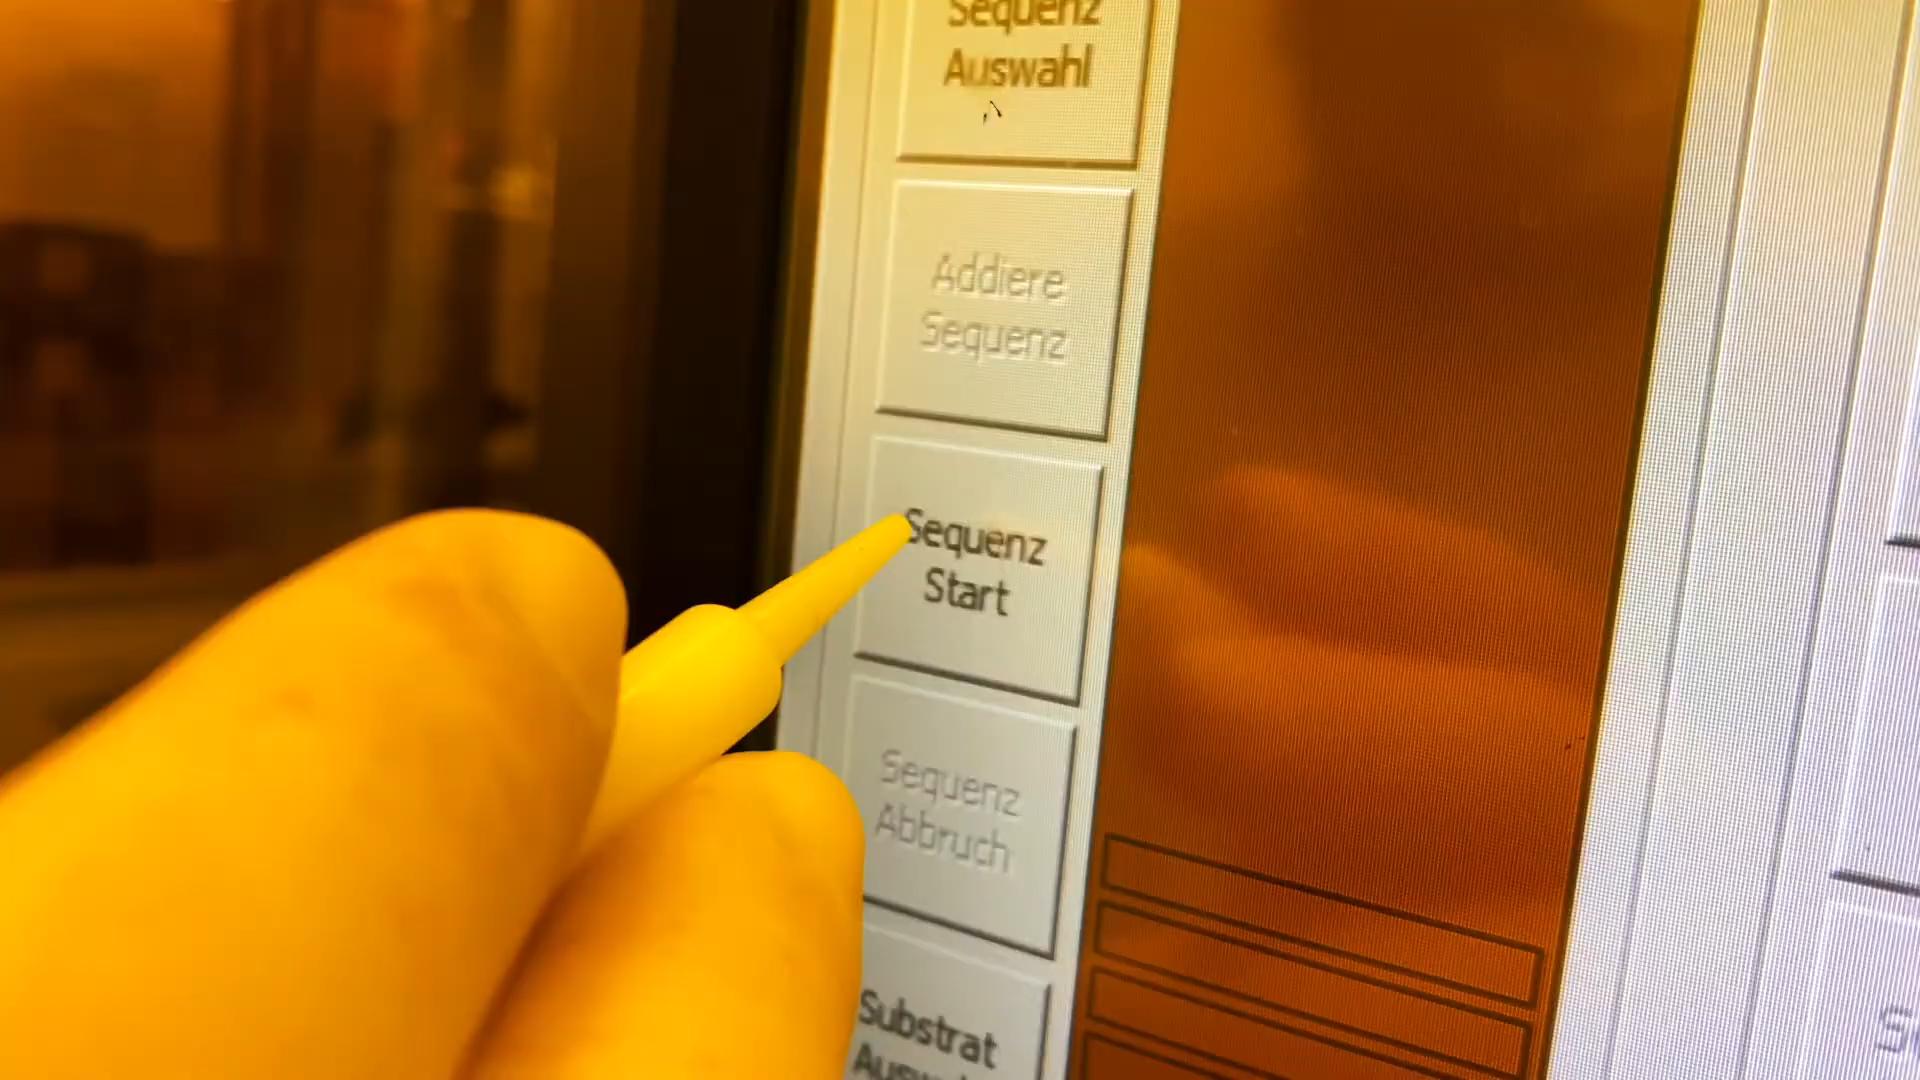 Sequenz
Auswahl
Addiere
Sequenz
Sequenz
Start
Sequenz
Abbruch
Substrat